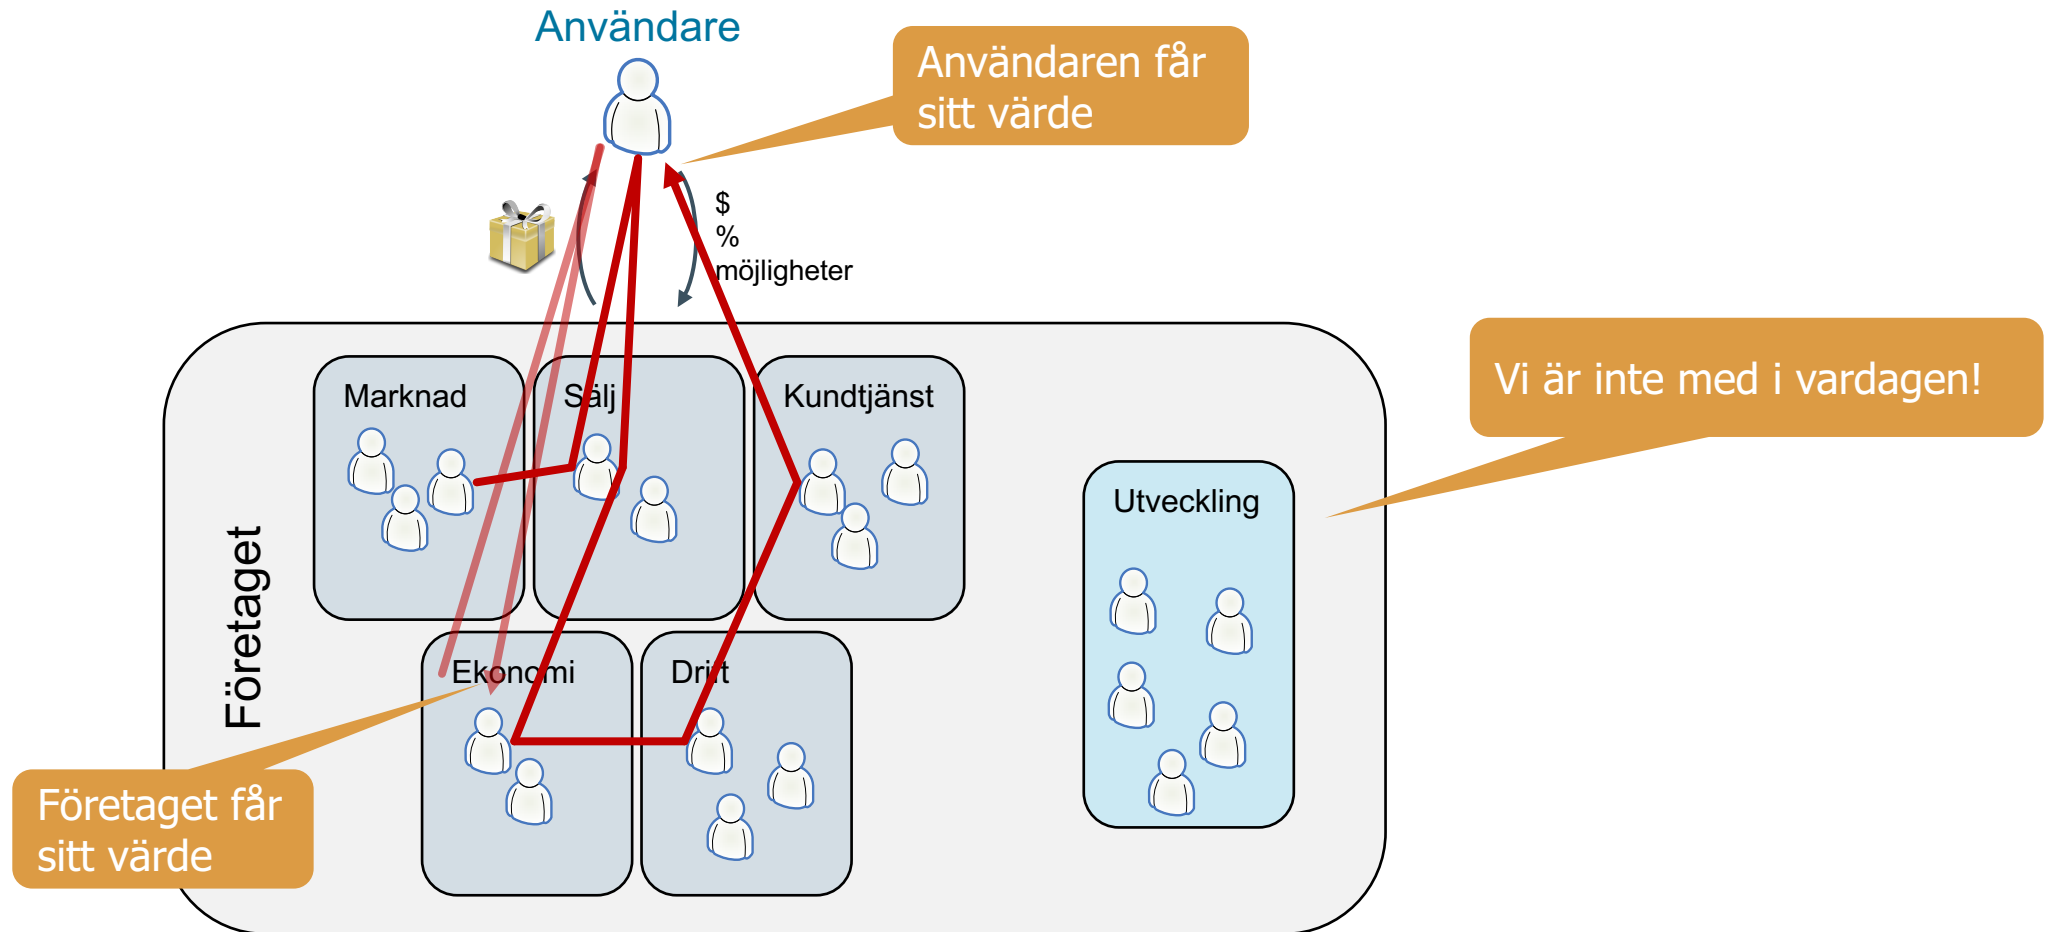 Användare
Användaren får
sitt värde
$
%
möjligheter
Marknad
Sälj
Kundtjänst
Vi är inte med i vardagen!
Utveckling
Företaget
Ekonomi
Drift
Företaget får
sitt värde